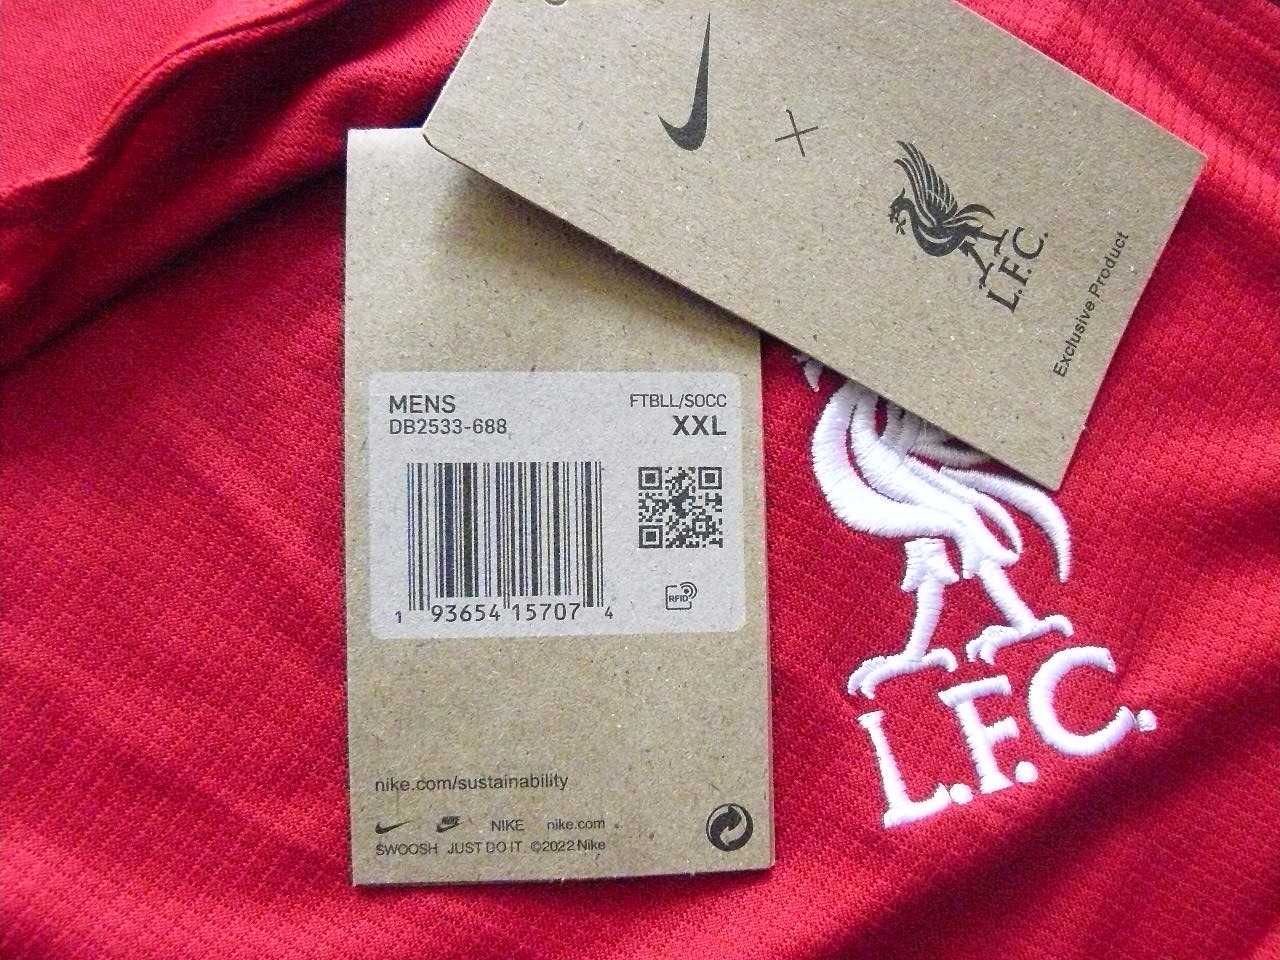 L.F.C.
Exclusive Product
MENS
DB2533-688
FTBLL/SOCC
XXL
1 93654 15707 4
RFID
nike.com/sustainability
NIKE nike.com
SWOOSH JUST DO IT. ©2022 Nike
L.F.C.